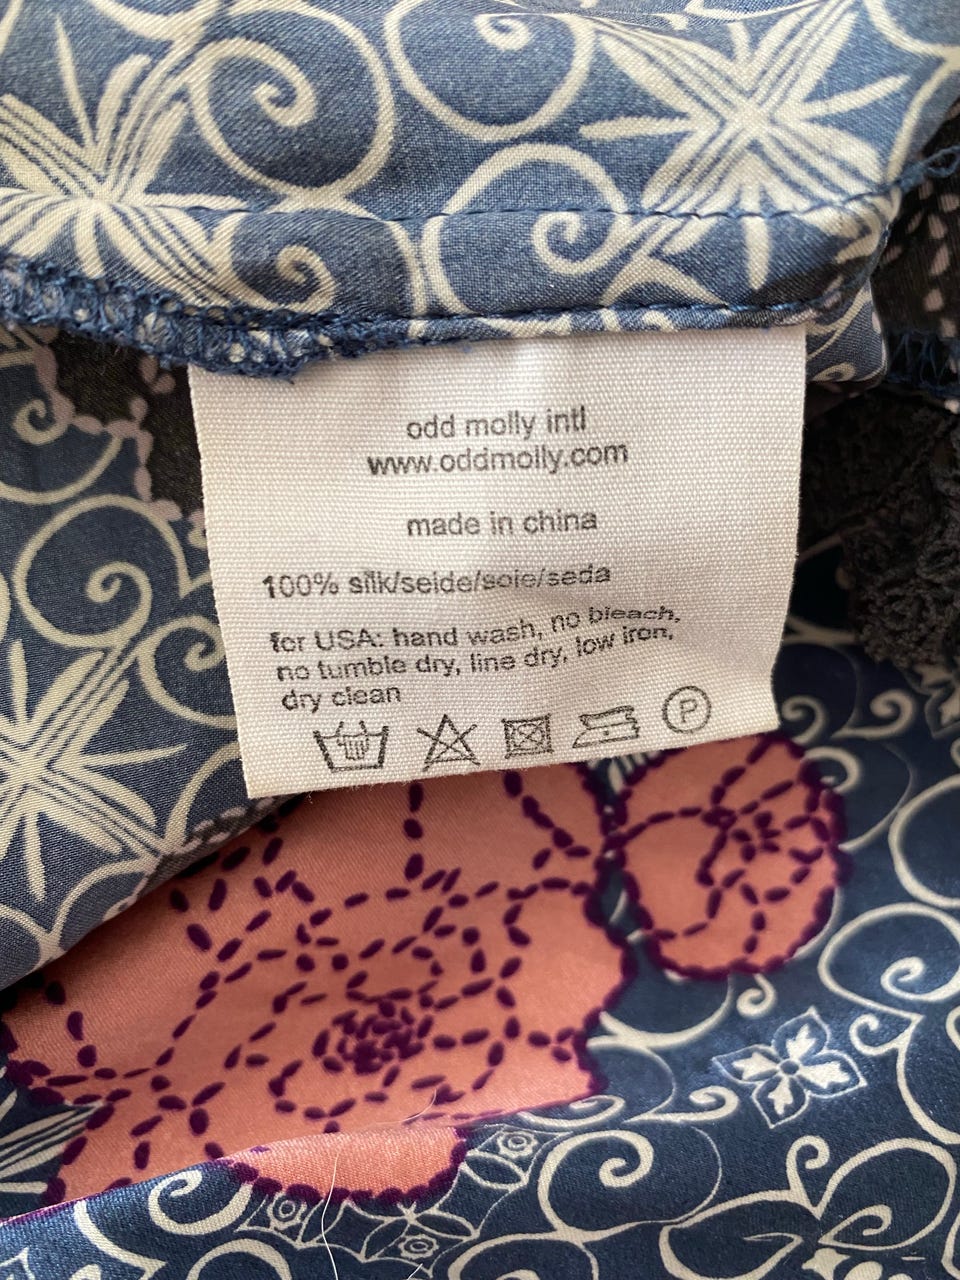 odd molly intl
www.oddmolly.com
made in china
100% silk/seide/soie/seda
for USA: hand wash, no bleach,
no tumble dry, line dry, low iron,
dry clean
P